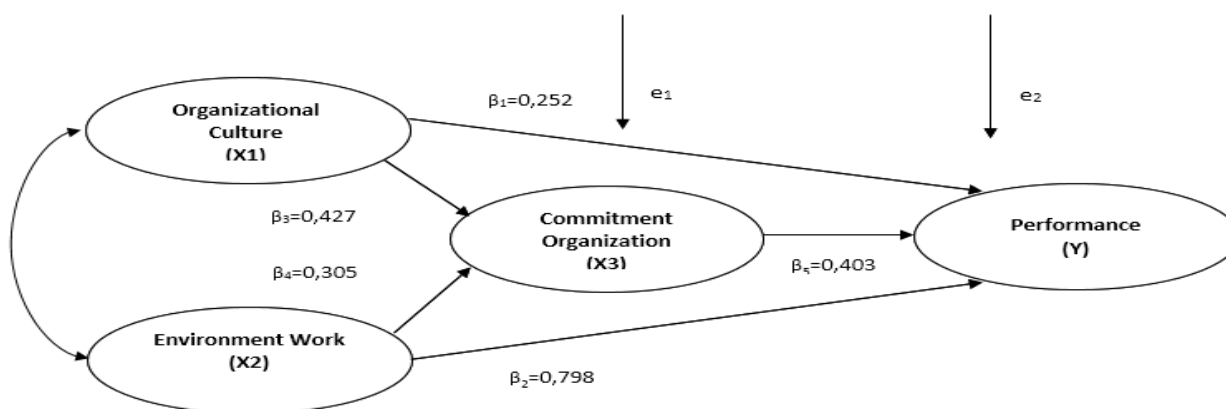 β₁=0,252
e₁
e₂
Organizational
Culture
(X1)
β₃=0,427
Commitment
Organization
(X3)
Performance
(Y)
β₄=0,305
β₅=0,403
Environment Work
(X2)
β₂=0,798